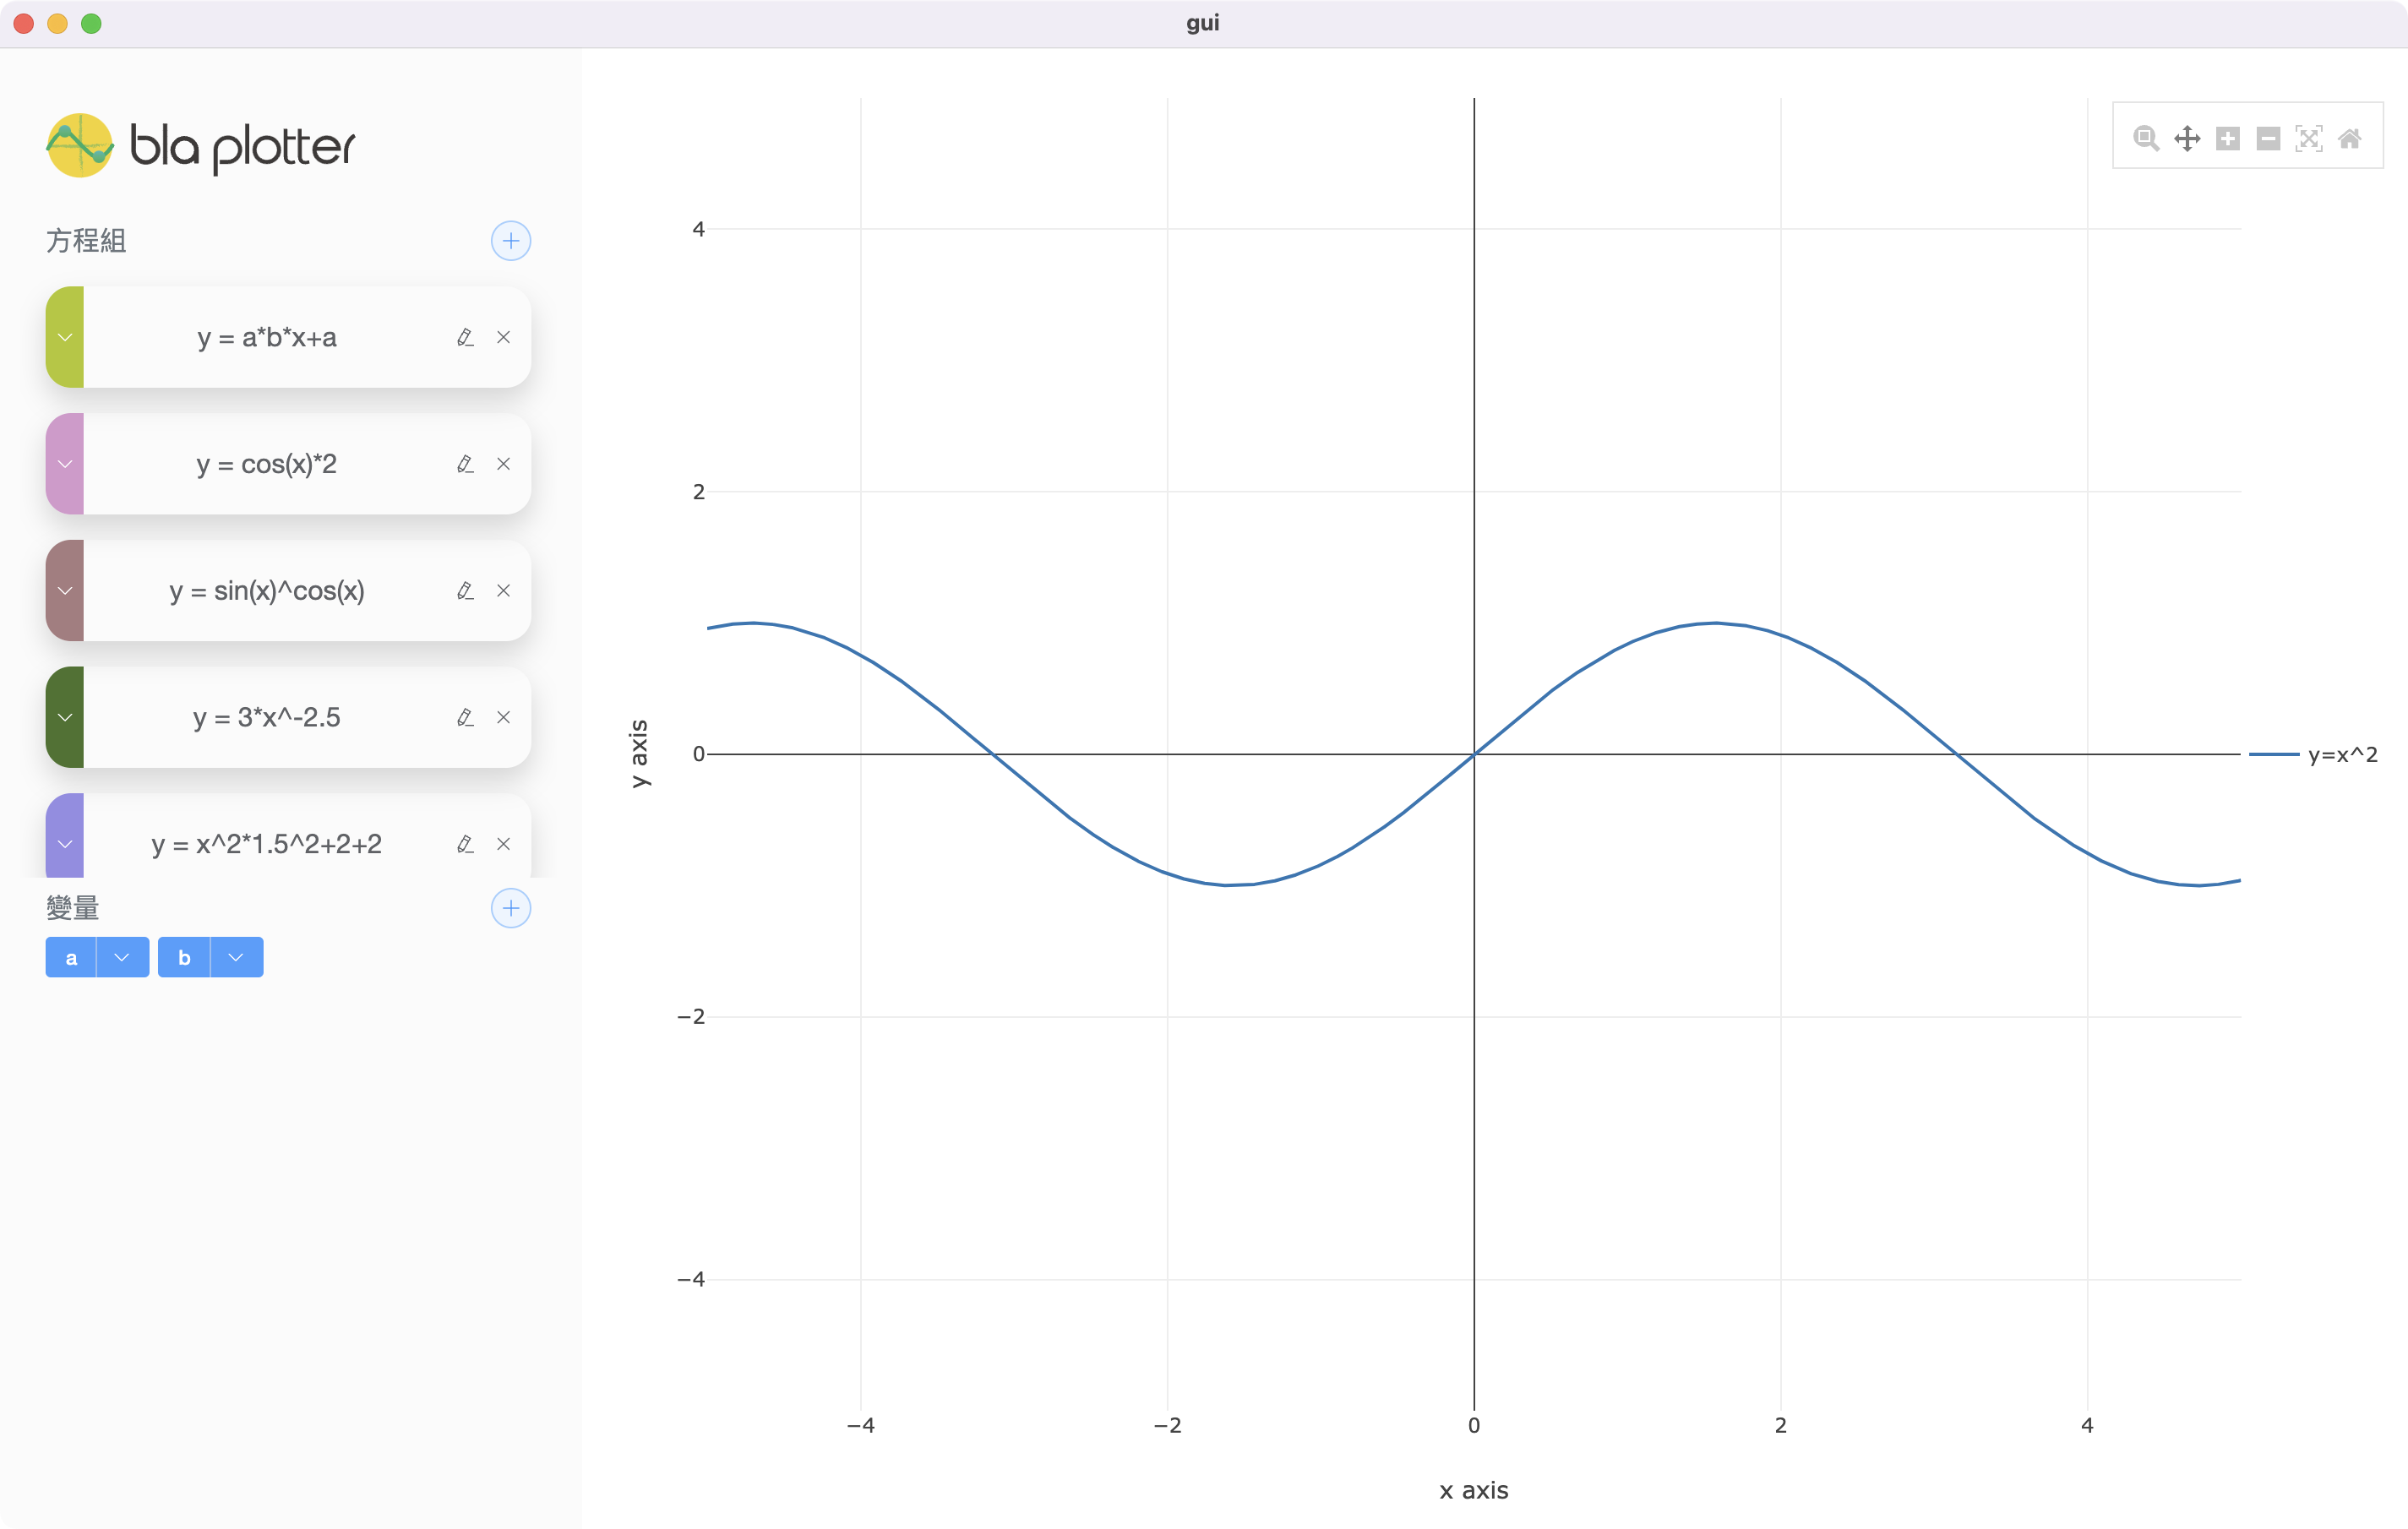 gui
bla plotter
方程組
y = a*b*x+a
y = cos(x)*2
y = sin(x)^cos(x)
y = 3*x^-2.5
y = x^2*1.5^2+2+2
變量
a
b
4
2
0
−2
−4
y axis
−4
−2
0
2
4
x axis
y=x^2